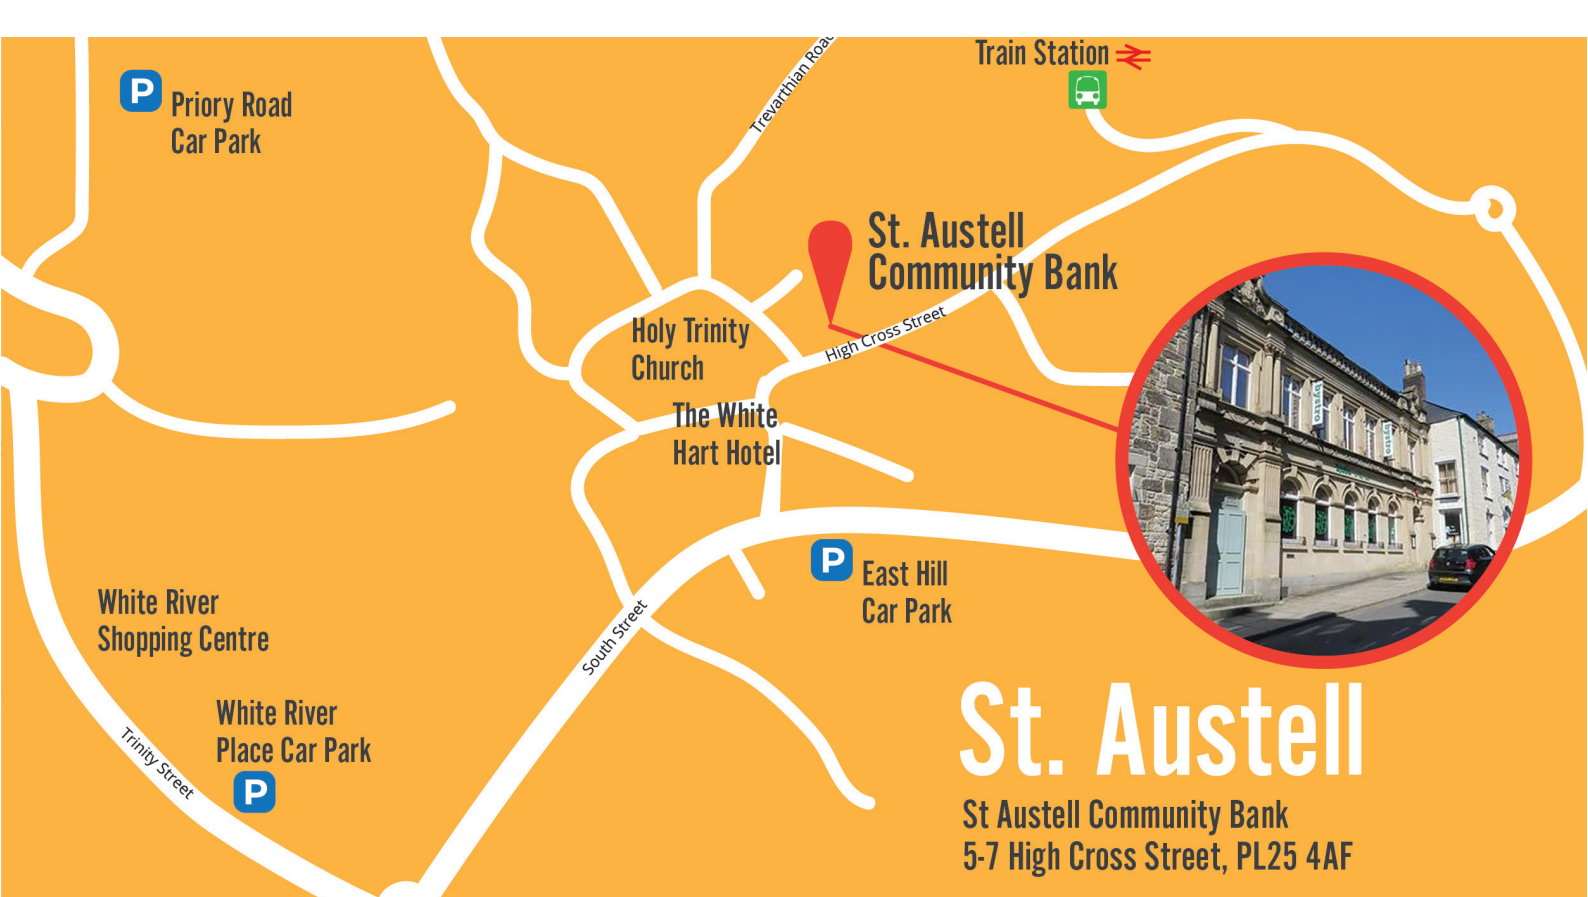 Train Station
P
Priory Road
Car Park
Trevarthian Road
St. Austell
Community Bank
High Cross Street
Holy Trinity
Church
The White
Hart Hotel
bystro
bystro
P
East Hill
Car Park
White River
Shopping Centre
South Street
White River
Place Car Park
P
Trinity Street
St. Austell
St Austell Community Bank
5-7 High Cross Street, PL25 4AF